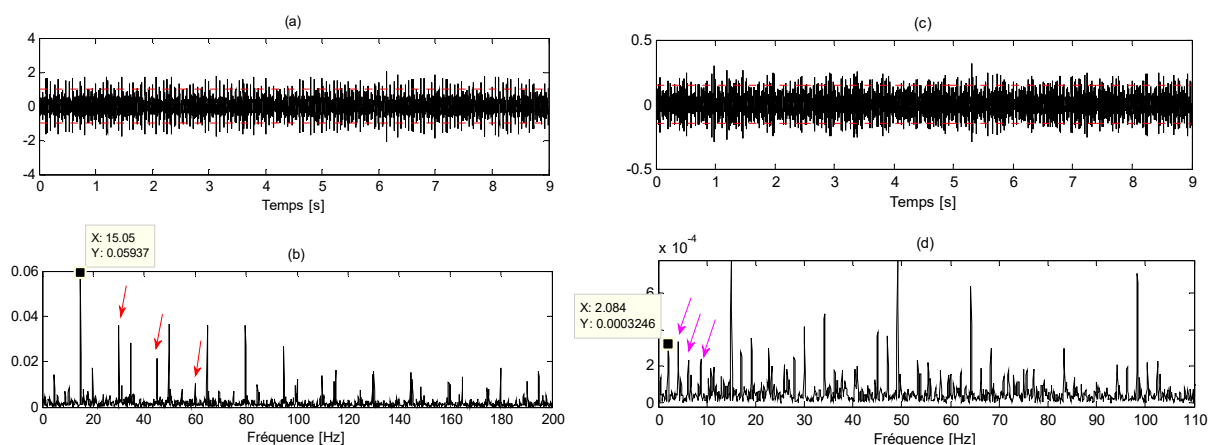 (a)
4
2
0
-2
-4
0 1 2 3 4 5 6 7 8 9
Temps [s]
(c)
0.5
0
-0.5
0 1 2 3 4 5 6 7 8 9
Temps [s]
X: 15.05
Y: 0.05937
(b)
0.06
0.04
0.02
0
0 20 40 60 80 100 120 140 160 180 200
Fréquence [Hz]
x 10⁻⁴
(d)
6
X: 2.084
Y: 0.0003246
2
0
0 10 20 30 40 50 60 70 80 90 100 110
Fréquence [Hz]